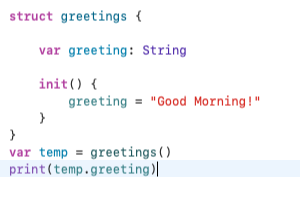 struct greetings {
var greeting: String
init() {
greeting = "Good Morning!"
}
}
var temp = greetings()
print(temp.greeting)